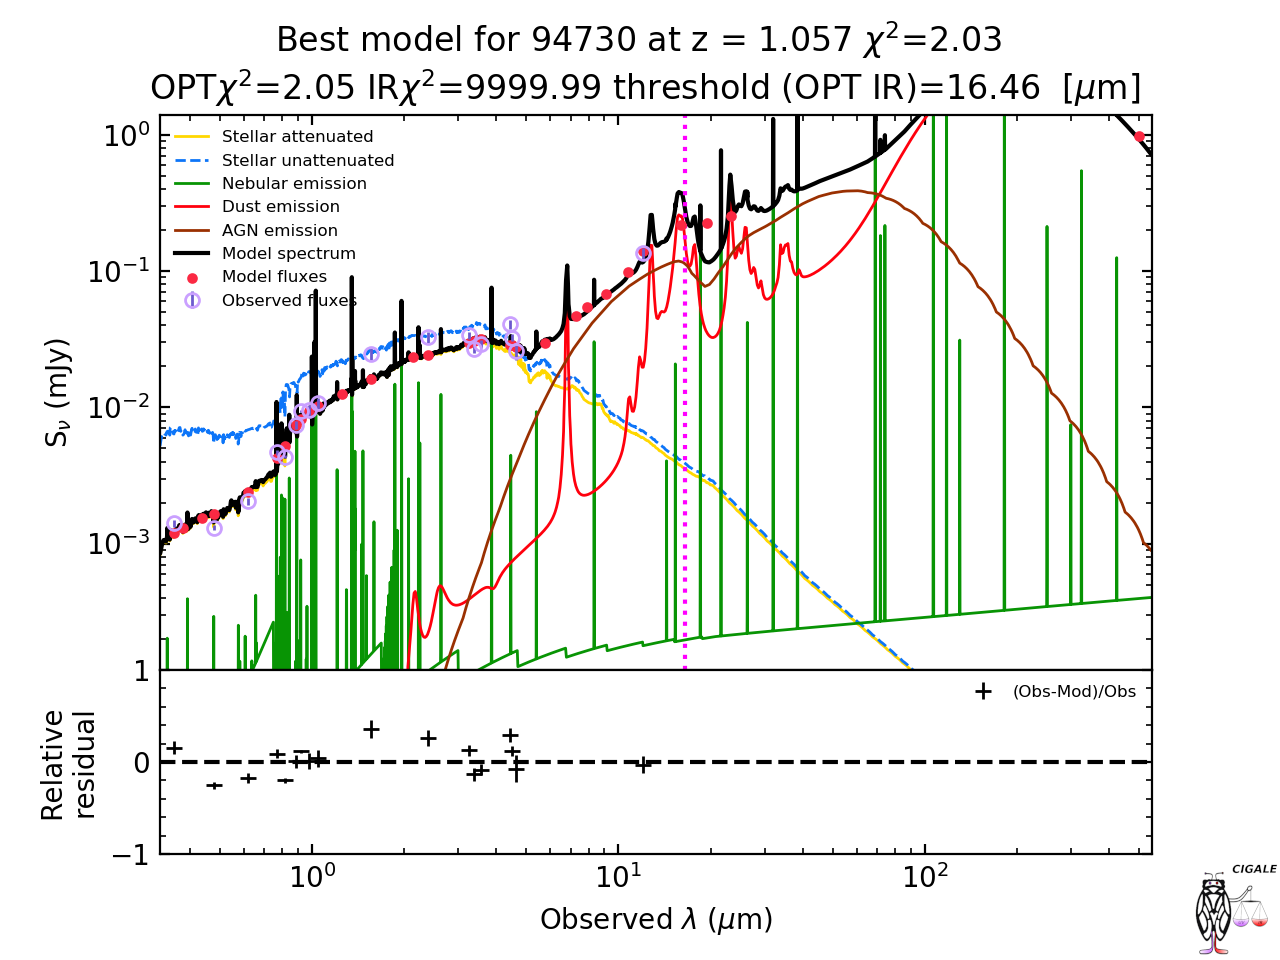 Best model for 94730 at z = 1.057 χ²=2.03
OPTχ²=2.05 IRχ²=9999.99 threshold (OPT IR)=16.46 [μm]
Stellar attenuated
Stellar unattenuated
Nebular emission
Dust emission
AGN emission
Model spectrum
Model fluxes
Observed fluxes
10⁰
10⁻¹
10⁻²
10⁻³
S_ν (mJy)
(Obs-Mod)/Obs
1
0
−1
Relative
residual
10⁰ 10¹ 10²
Observed λ (μm)
CIGALE